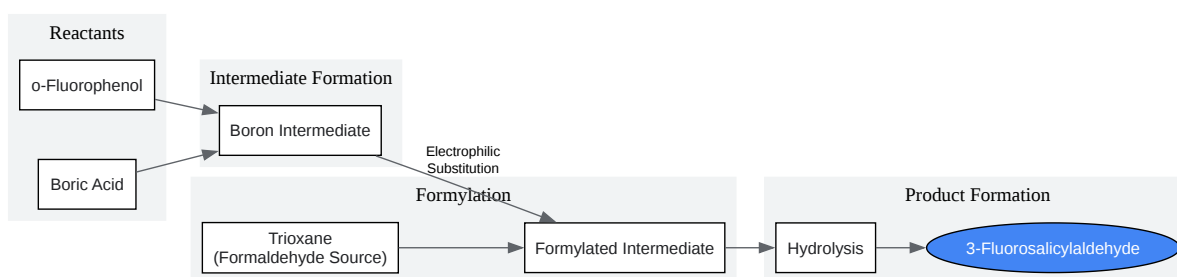 Reactants
o-Fluorophenol
Boric Acid
Intermediate Formation
Boron Intermediate
Electrophilic
Substitution
Formylation
Trioxane
(Formaldehyde Source)
Formylated Intermediate
Product Formation
Hydrolysis
3-Fluorosalicylaldehyde